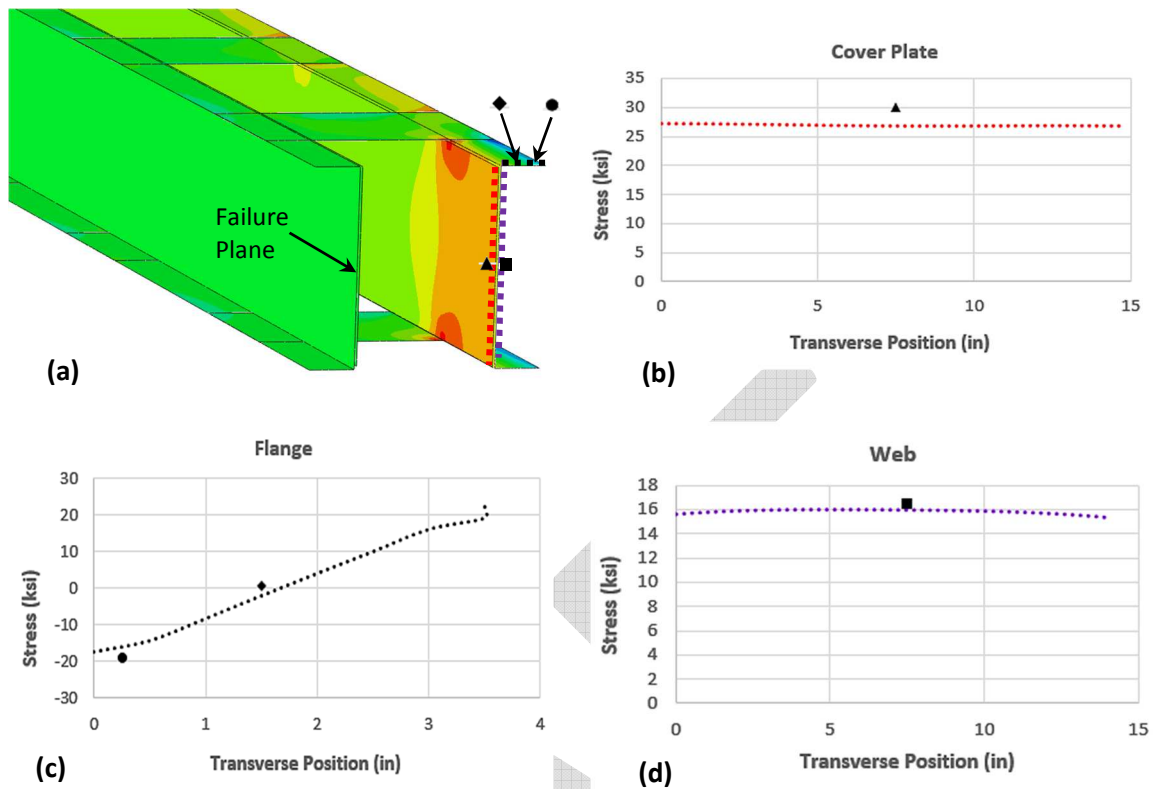 Failure
Plane
(a)
Cover Plate
35
30
25
20
15
10
5
0
0 5 10 15
Stress (ksi)
Transverse Position (in)
(b)
Flange
30
20
10
0
-10
-20
-30
0 1 2 3 4
Stress (ksi)
Transverse Position (in)
(c)
Web
18
16
14
12
10
8
6
4
2
0
0 5 10 15
Stress (ksi)
Transverse Position (in)
(d)